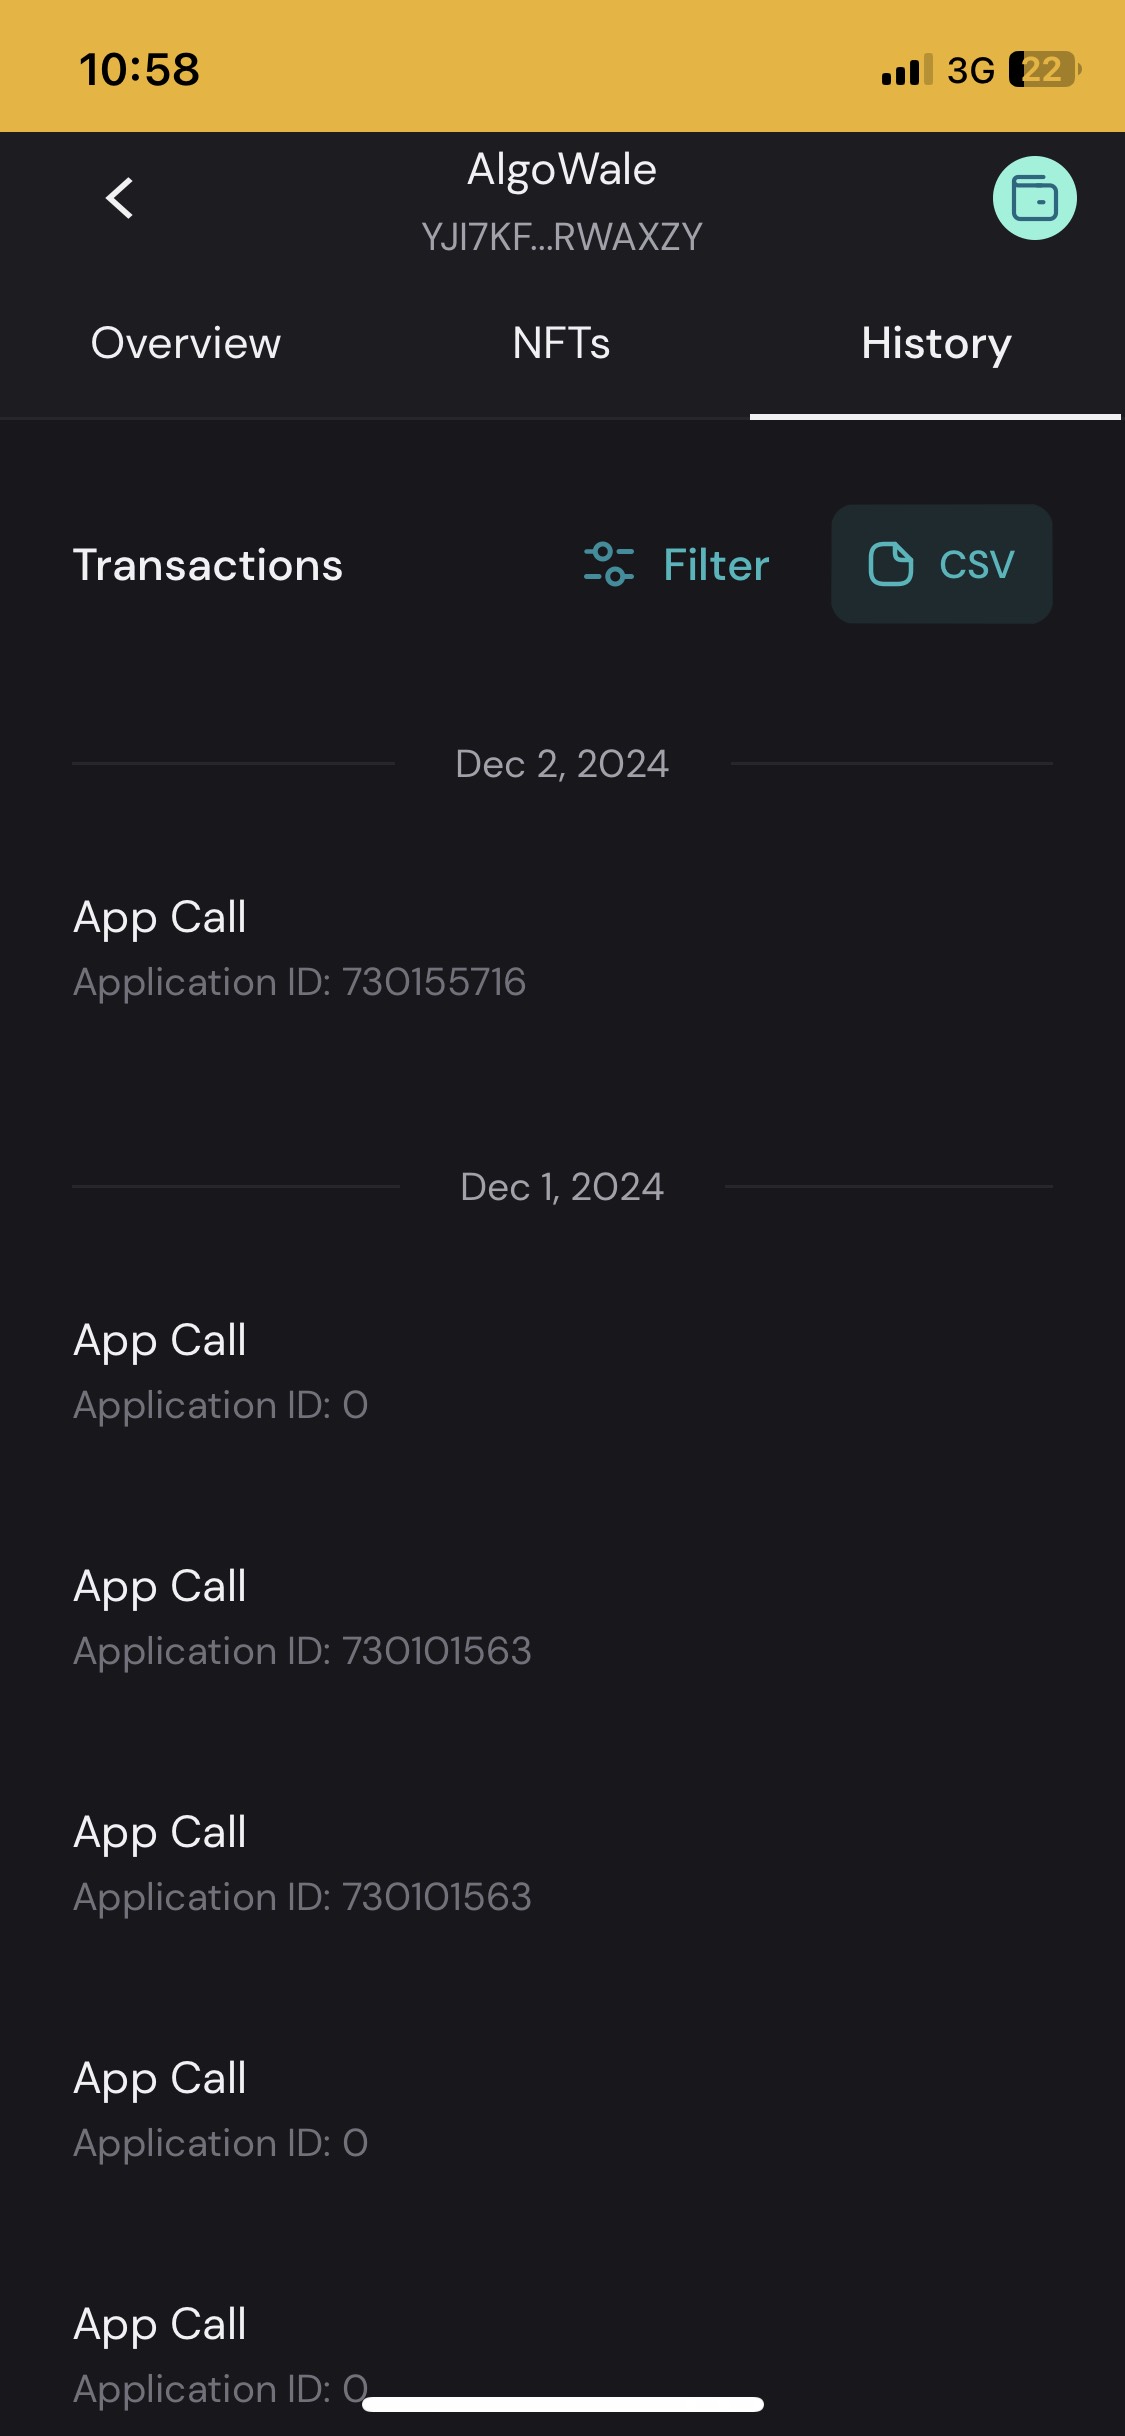 10:58
3G 22
AlgoWale
YJI7KF...RWAXZY
Overview NFTs History
Transactions Filter CSV
Dec 2, 2024
App Call
Application ID: 730155716
Dec 1, 2024
App Call
Application ID: 0
App Call
Application ID: 730101563
App Call
Application ID: 730101563
App Call
Application ID: 0
App Call
Application ID: 0